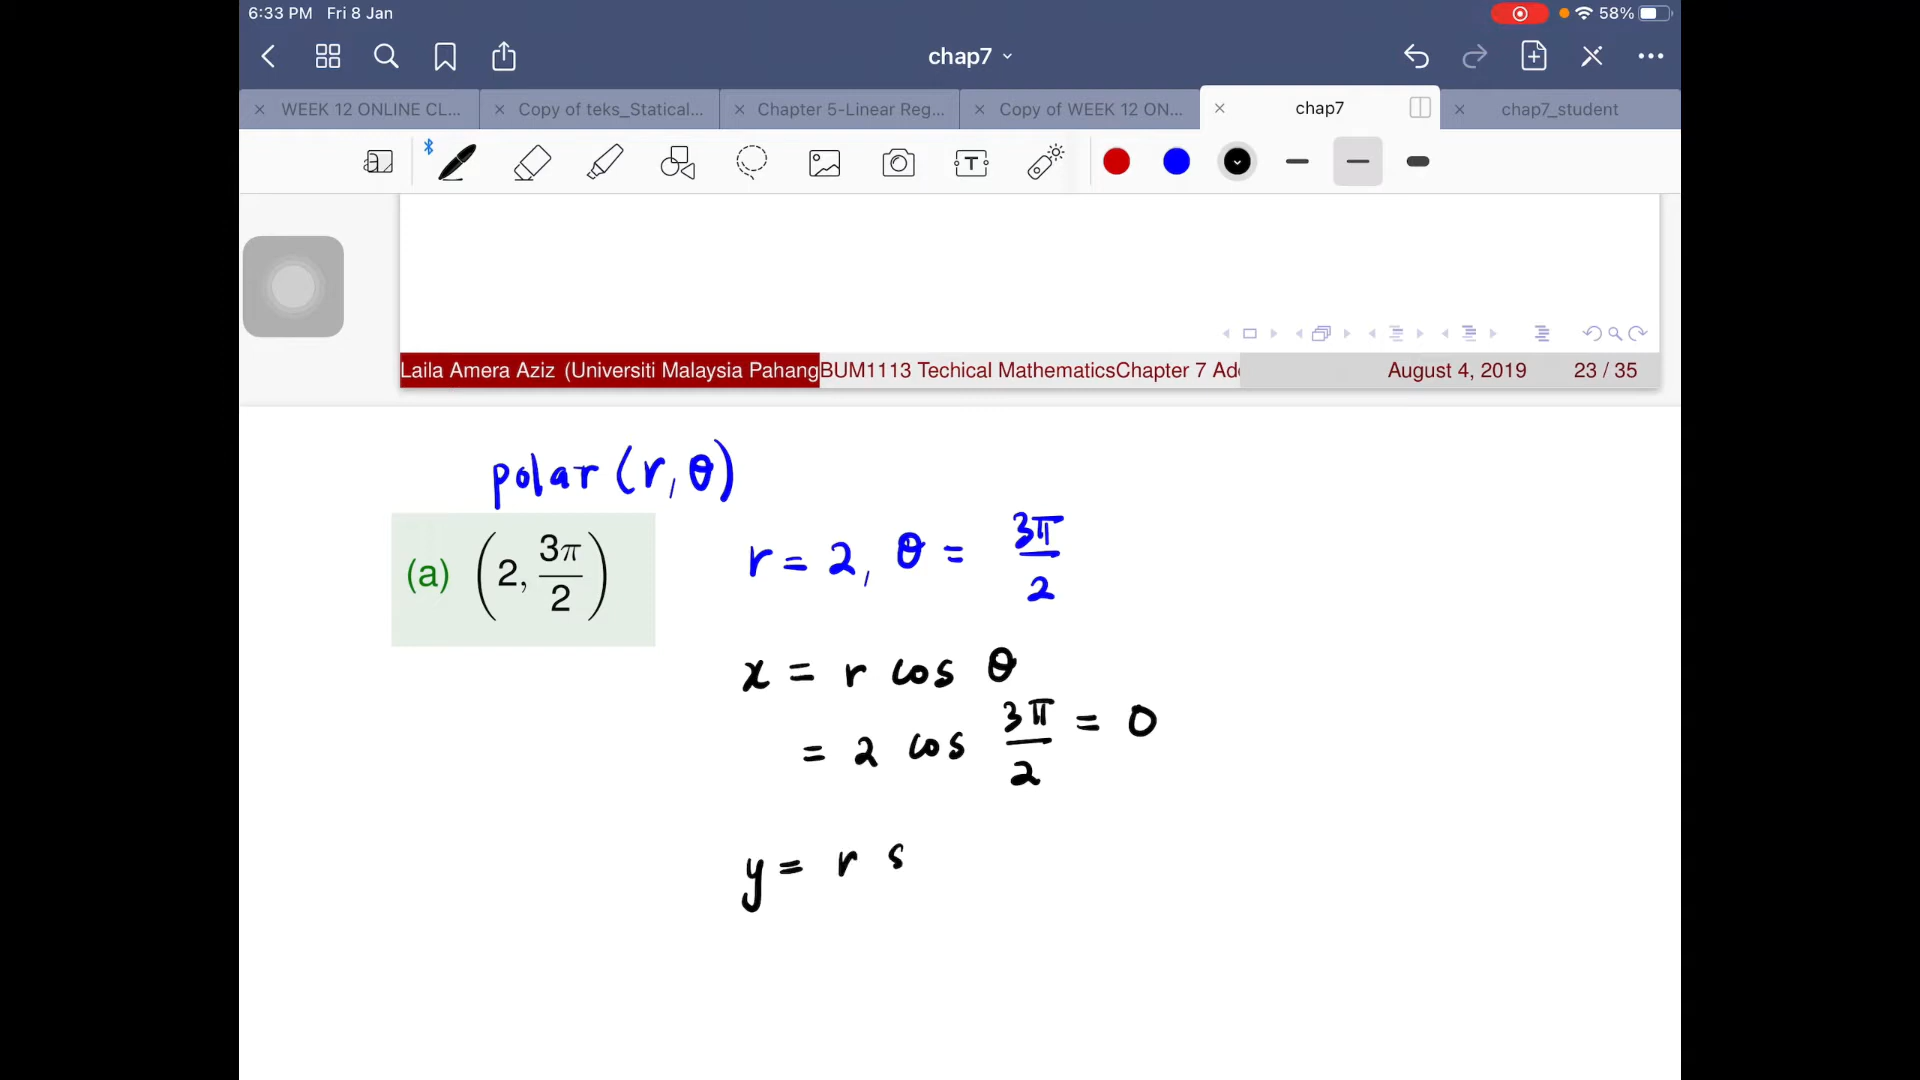 6:33 PM Fri 8 Jan 58%
chap7
WEEK 12 ONLINE CL... Copy of teks_Statical... Chapter 5-Linear Reg... Copy of WEEK 12 ON... chap7 chap7_student
Laila Amera Aziz (Universiti Malaysia Pahang BUM1113 Techical MathematicsChapter 7 Ad August 4, 2019 23 / 35
polar (r, θ)
(a) (2, 3π/2)
r = 2, θ = 3π/2
x = r cos θ
= 2 cos 3π/2 = 0
y = r s